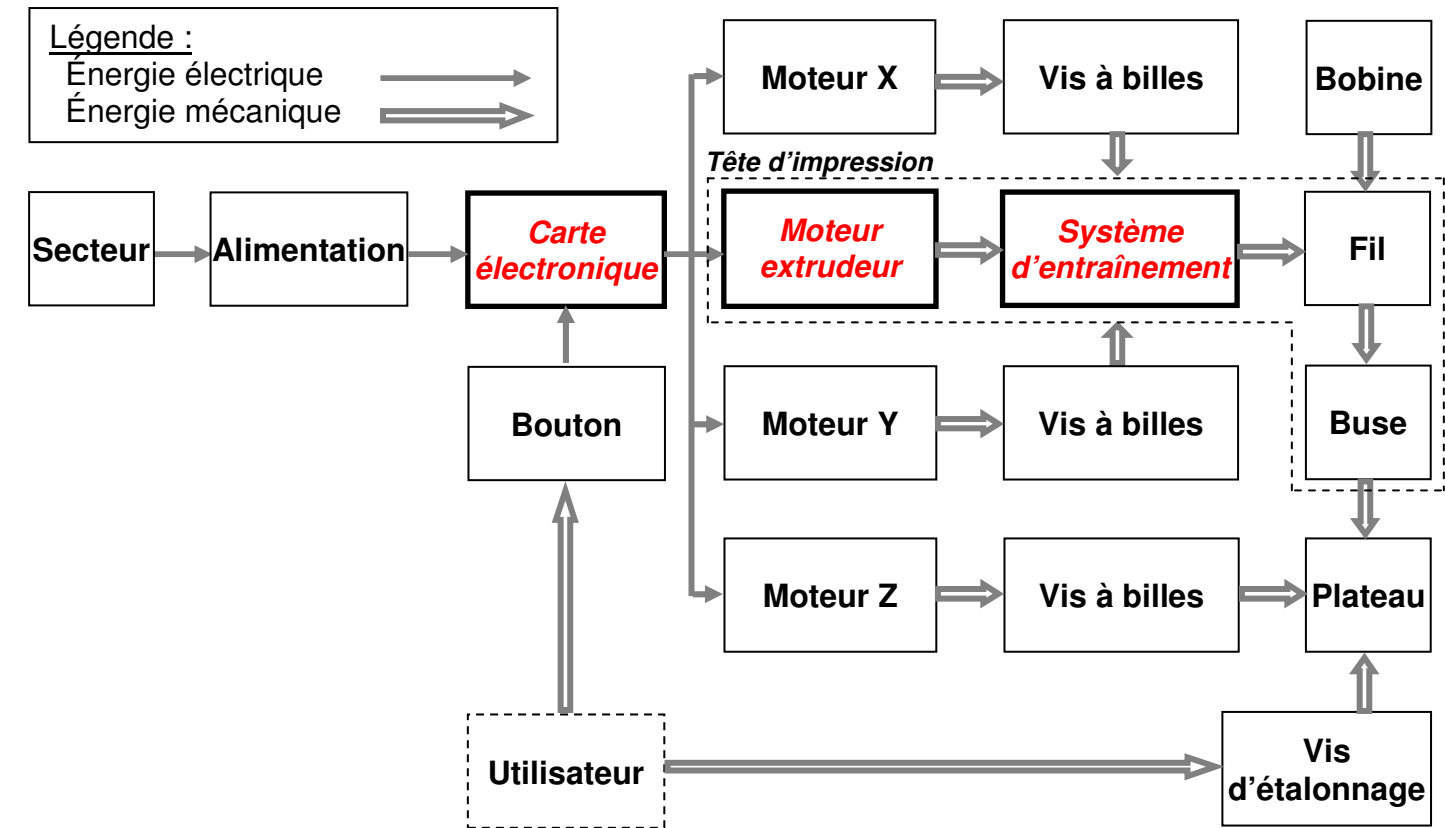 Légende :
Énergie électrique
Énergie mécanique
Moteur X
Vis à billes
Bobine
Tête d’impression
Secteur
Alimentation
Carte
électronique
Moteur
extrudeur
Système
d’entraînement
Fil
Bouton
Moteur Y
Vis à billes
Buse
Moteur Z
Vis à billes
Plateau
Utilisateur
Vis
d’étalonnage